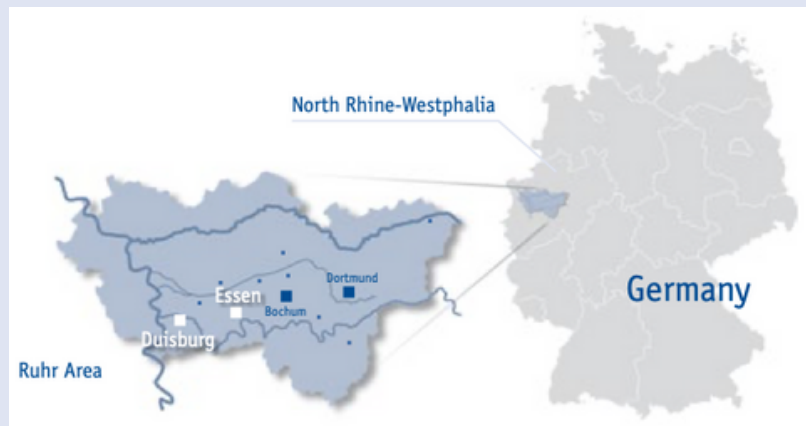 North Rhine-Westphalia
Dortmund
Essen
Bochum
Duisburg
Germany
Ruhr Area